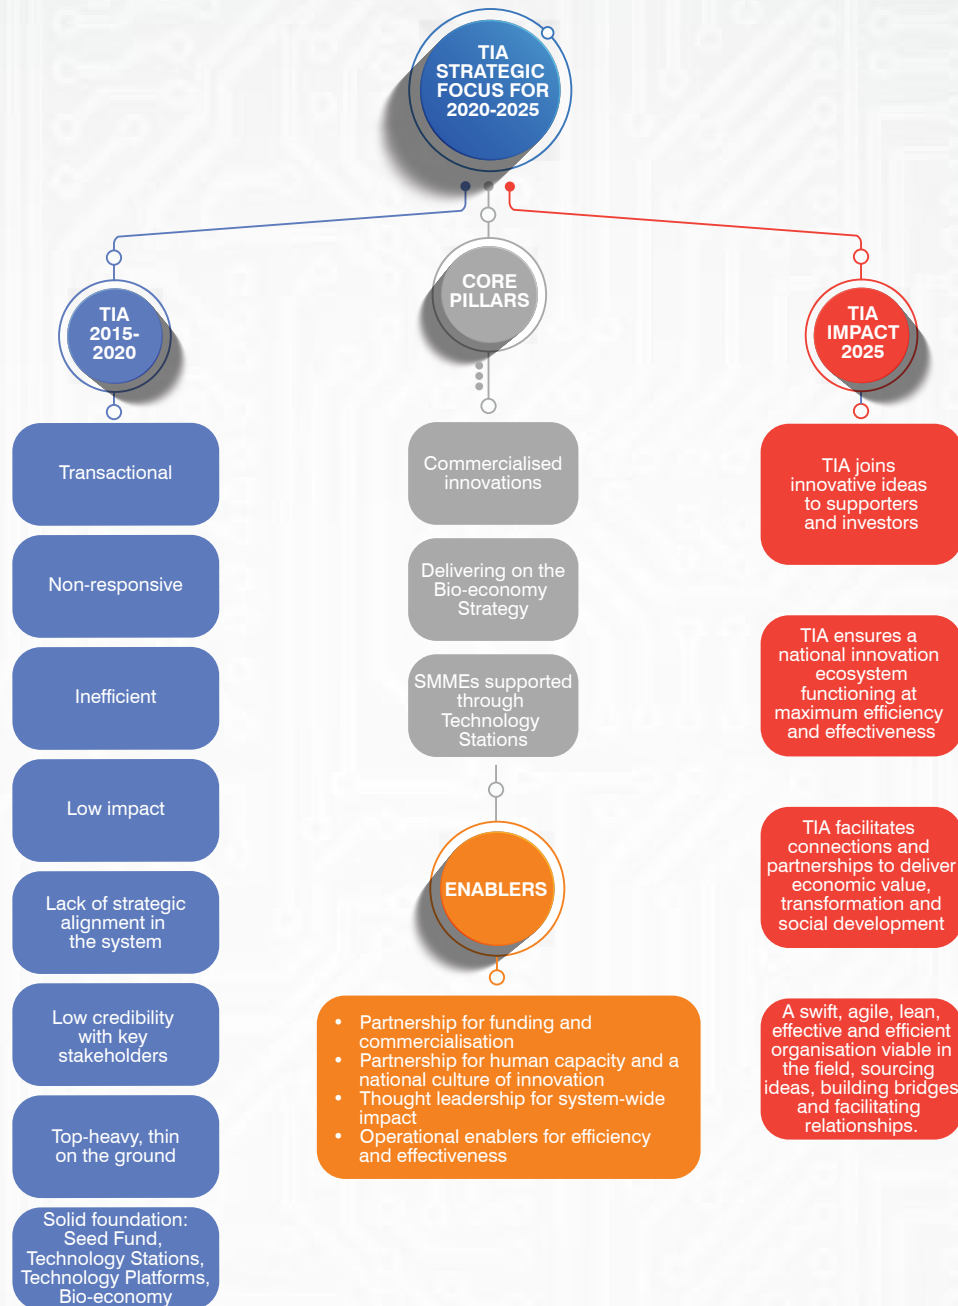 TIA
STRATEGIC
FOCUS FOR
2020-2025
TIA
2015-
2020
Transactional
Non-responsive
Inefficient
Low impact
Lack of strategic
alignment in
the system
Low credibility
with key
stakeholders
Top-heavy, thin
on the ground
Solid foundation:
Seed Fund,
Technology Stations,
Technology Platforms,
Bio-economy
CORE
PILLARS
Commercialised
innovations
Delivering on the
Bio-economy
Strategy
SMMEs supported
through
Technology
Stations
ENABLERS
• Partnership for funding and
commercialisation
• Partnership for human capacity and a
national culture of innovation
• Thought leadership for system-wide
impact
• Operational enablers for efficiency
and effectiveness
TIA
IMPACT
2025
TIA joins
innovative ideas
to supporters
and investors
TIA ensures a
national innovation
ecosystem
functioning at
maximum efficiency
and effectiveness
TIA facilitates
connections and
partnerships to deliver
economic value,
transformation and
social development
A swift, agile, lean,
effective and efficient
organisation viable in
the field, sourcing
ideas, building bridges
and facilitating
relationships.